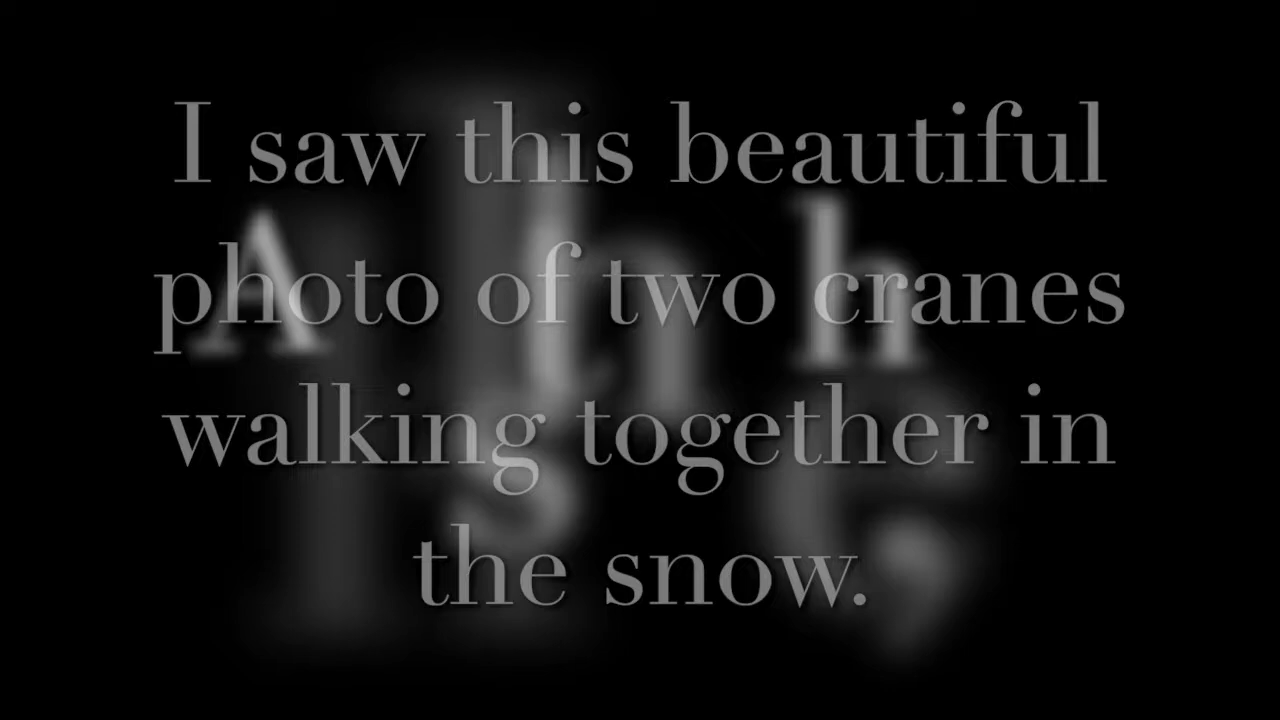 I saw this beautiful
photo of two cranes
walking together in
the snow.